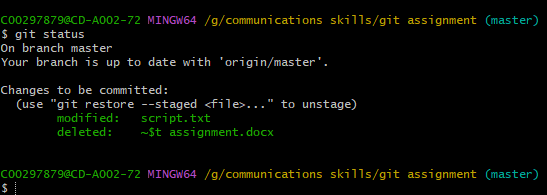 C00297879@CD-A002-72 MINGW64 /g/communications skills/git assignment (master)
$ git status
On branch master
Your branch is up to date with 'origin/master'.
Changes to be committed:
(use "git restore --staged <file>..." to unstage)
modified: script.txt
deleted: ~$t assignment.docx
C00297879@CD-A002-72 MINGW64 /g/communications skills/git assignment (master)
$